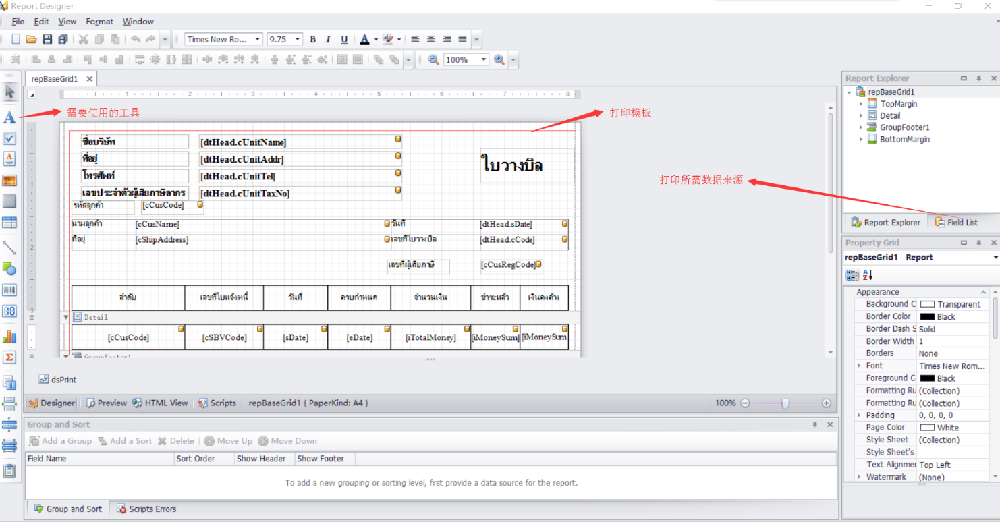 Report Designer
File Edit View Format Window
Times New Ro... 9.75 B I U A
100%
repBaseGrid1
1 2 3 4 5 6 7 8
需要使用的工具
打印模板
ชื่อบริษัท [dtHead.cUnitName]
ที่อยู่ [dtHead.cUnitAddr]
ใบวางบิล
โทรศัพท์ [dtHead.cUnitTel]
เลขประจำตัวผู้เสียภาษีอากร [dtHead.cUnitTaxNo]
รหัสลูกค้า [cCusCode]
นามลูกค้า [cCusName] วันที่ [dtHead.sDate]
ที่อยู่ [cShipAddress] เลขที่ใบวางบิล [dtHead.cCode]
เลขที่ผู้เสียภาษี [cCusRegCode]
ลำดับ เลขที่ใบแจ้งหนี้ วันที่ ครบกำหนด จำนวนเงิน ชำระแล้ว เงินคงค้าง
Detail
[cCusCode] [cSBVCode] [sDate] [eDate] [iTotalMoney] [iMoneySum] [iMoneySum
GroupFooter1
打印所需数据来源
dsPrint
Designer Preview HTML View Scripts repBaseGrid1 { PaperKind: A4 } 100%
Group and Sort
Add a Group Add a Sort Delete Move Up Move Down
Field Name Sort Order Show Header Show Footer
To add a new grouping or sorting level, first provide a data source for the report.
Group and Sort Scripts Errors
Report Explorer
repBaseGrid1
TopMargin
Detail
GroupFooter1
BottomMargin
Report Explorer Field List
Property Grid
repBaseGrid1 Report
Appearance
Background C Transparent
Border Color Black
Border Dash S Solid
Border Width 1
Borders None
Font Times New Rom...
Foreground C Black
Formatting Ru (Collection)
Formatting Ru (Collection)
Padding 0, 0, 0, 0
Page Color White
Style Sheet (Collection)
Style Sheet's
Text Alignmer Top Left
Watermark (None)